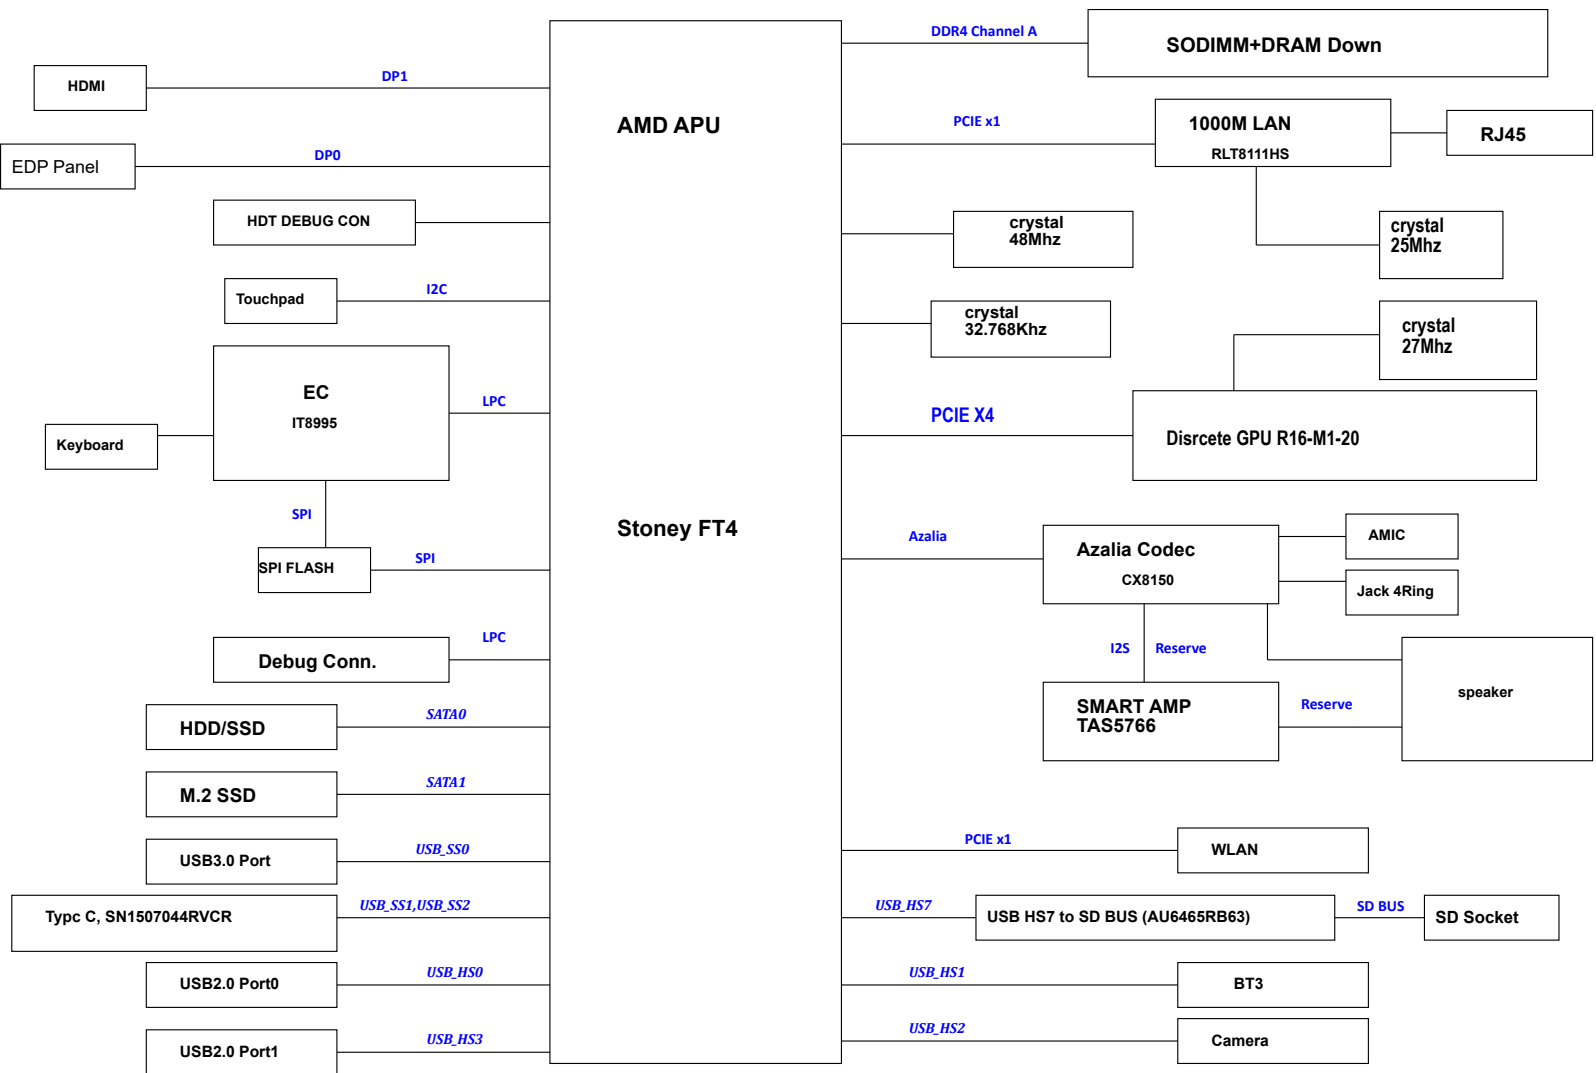 DDR4 Channel A
SODIMM+DRAM Down
HDMI
DP1
AMD APU
PCIE x1
1000M LAN
RLT8111HS
RJ45
EDP Panel
DP0
HDT DEBUG CON
crystal
48Mhz
crystal
25Mhz
Touchpad
I2C
crystal
32.768Khz
crystal
27Mhz
EC
IT8995
LPC
Keyboard
PCIE X4
Disrcete GPU R16-M1-20
SPI
Stoney FT4
SPI FLASH
SPI
Azalia
Azalia Codec
CX8150
AMIC
Jack 4Ring
Debug Conn.
LPC
I2S
Reserve
speaker
SMART AMP
TAS5766
Reserve
HDD/SSD
SATA0
M.2 SSD
SATA1
USB3.0 Port
USB_SS0
PCIE x1
WLAN
Typc C, SN1507044RVCR
USB_SS1,USB_SS2
USB_HS7
USB HS7 to SD BUS (AU6465RB63)
SD BUS
SD Socket
USB2.0 Port0
USB_HS0
USB_HS1
BT3
USB2.0 Port1
USB_HS3
USB_HS2
Camera